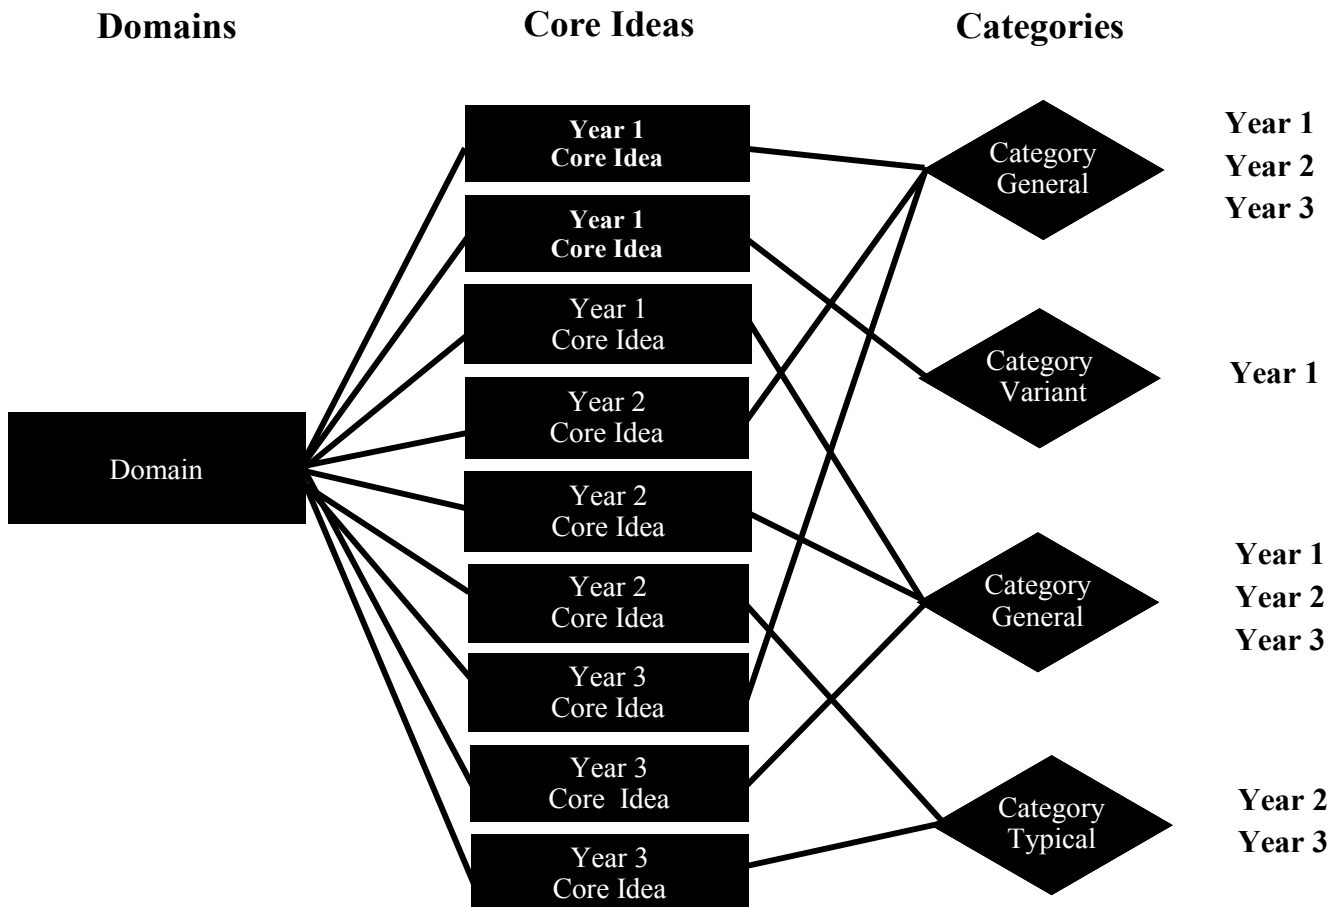 Domains
Core Ideas
Categories
Domain
Year 1
Core Idea
Year 1
Core Idea
Year 1
Core Idea
Year 2
Core Idea
Year 2
Core Idea
Year 2
Core Idea
Year 3
Core Idea
Year 3
Core Idea
Year 3
Core Idea
Category
General
Year 1
Year 2
Year 3
Category
Variant
Year 1
Category
General
Year 1
Year 2
Year 3
Category
Typical
Year 2
Year 3